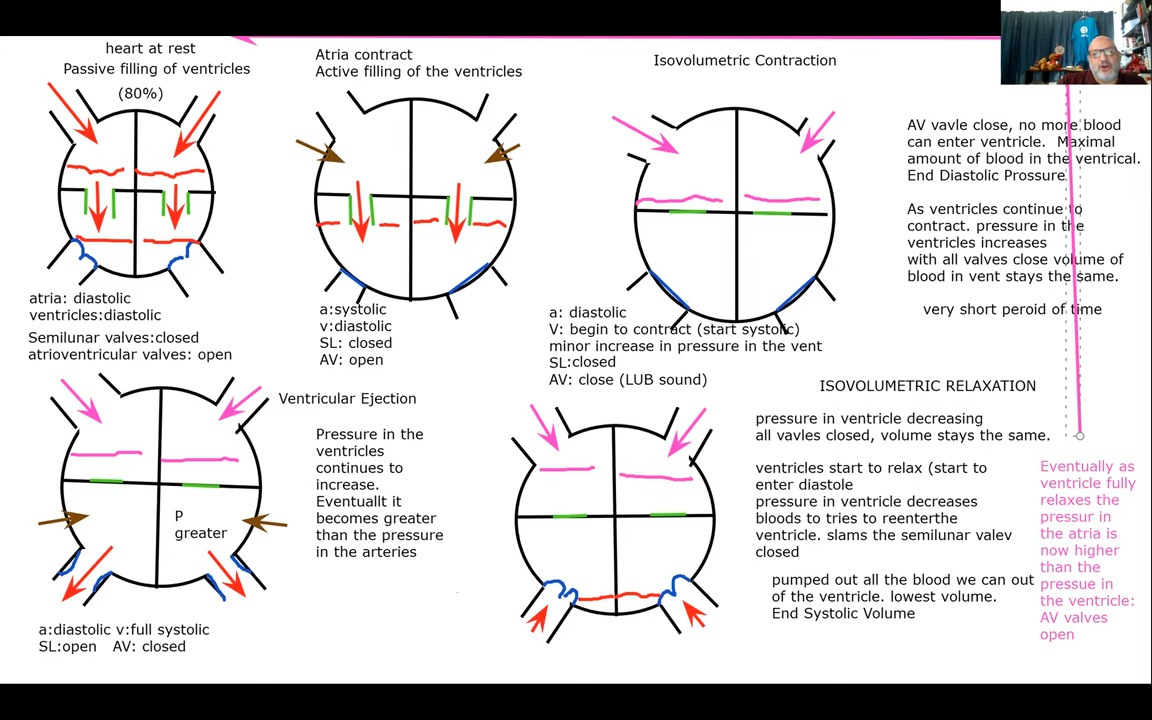 heart at rest
Passive filling of ventricles
(80%)
atria: diastolic
ventricles:diastolic
Semilunar valves:closed
atrioventricular valves: open
Atria contract
Active filling of the ventricles
a:systolic
v:diastolic
SL: closed
AV: open
Isovolumetric Contraction
a: diastolic
V: begin to contract (start systolic)
minor increase in pressure in the vent
SL:closed
AV: close (LUB sound)
AV vavle close, no more blood
can enter ventricle. Maximal
amount of blood in the ventrical.
End Diastolic Prossure
As ventricles continue to
contract. pressure in the
ventricles increases
with all valves close volume of
blood in vent stays the same.
very short peroid of time
Ventricular Ejection
Pressure in the
ventricles
continues to
increase.
Eventuallt it
becomes greater
than the pressure
in the arteries
P
greater
a:diastolic v:full systolic
SL:open AV: closed
ISOVOLUMETRIC RELAXATION
pressure in ventricle decreasing
all vavles closed, volume stays the same.
ventricles start to relax (start to
enter diastole
pressure in ventricle decreases
bloods to tries to reenterthe
ventricle. slams the semilunar valev
closed
pumped out all the blood we can out
of the ventricle. lowest volume.
End Systolic Volume
Eventually as
ventricle fully
relaxes the
pressur in
the atria is
now higher
than the
pressue in
the ventricle:
AV valves
open